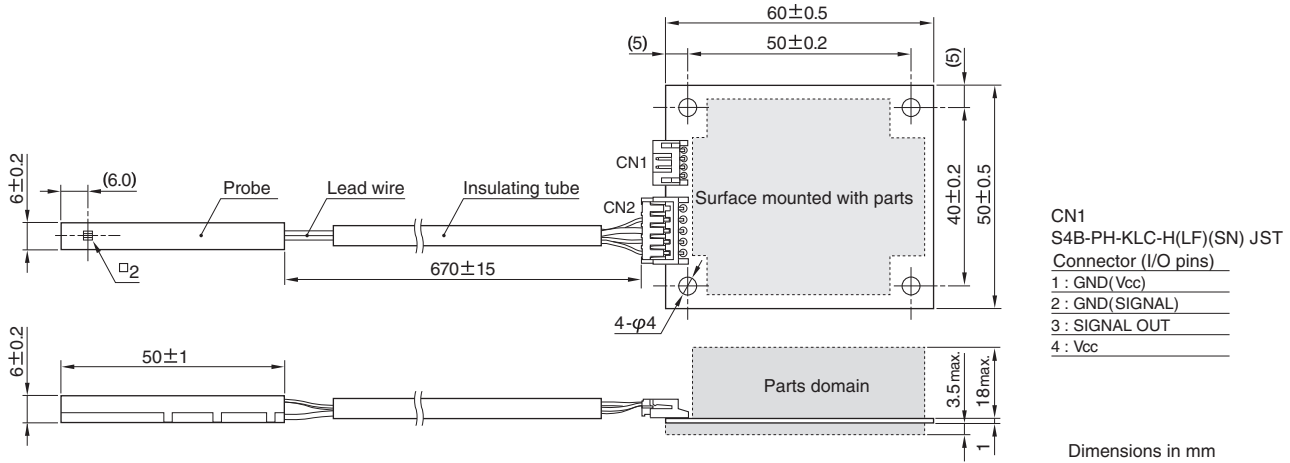 60±0.5
(5)
50±0.2
(5)
CN1
6±0.2
(6.0)
Probe
Lead wire
Insulating tube
CN2
Surface mounted with parts
40±0.2
50±0.5
□2
670±15
4-φ4
CN1
S4B-PH-KLC-H(LF)(SN) JST
Connector (I/O pins)
1 : GND(Vcc)
2 : GND(SIGNAL)
3 : SIGNAL OUT
4 : Vcc
6±0.2
50±1
Parts domain
3.5 max.
18 max.
1
Dimensions in mm